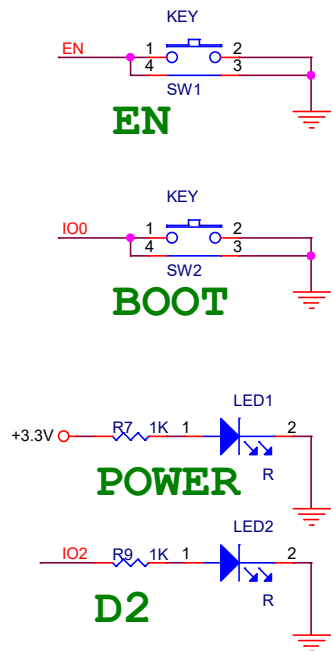 KEY
EN 1 2
4 3
SW1
EN
KEY
IO0 1 2
4 3
SW2
BOOT
LED1
+3.3V R7 1K 1 2
R
POWER
LED2
IO2 R9 1K 1 2
R
D2